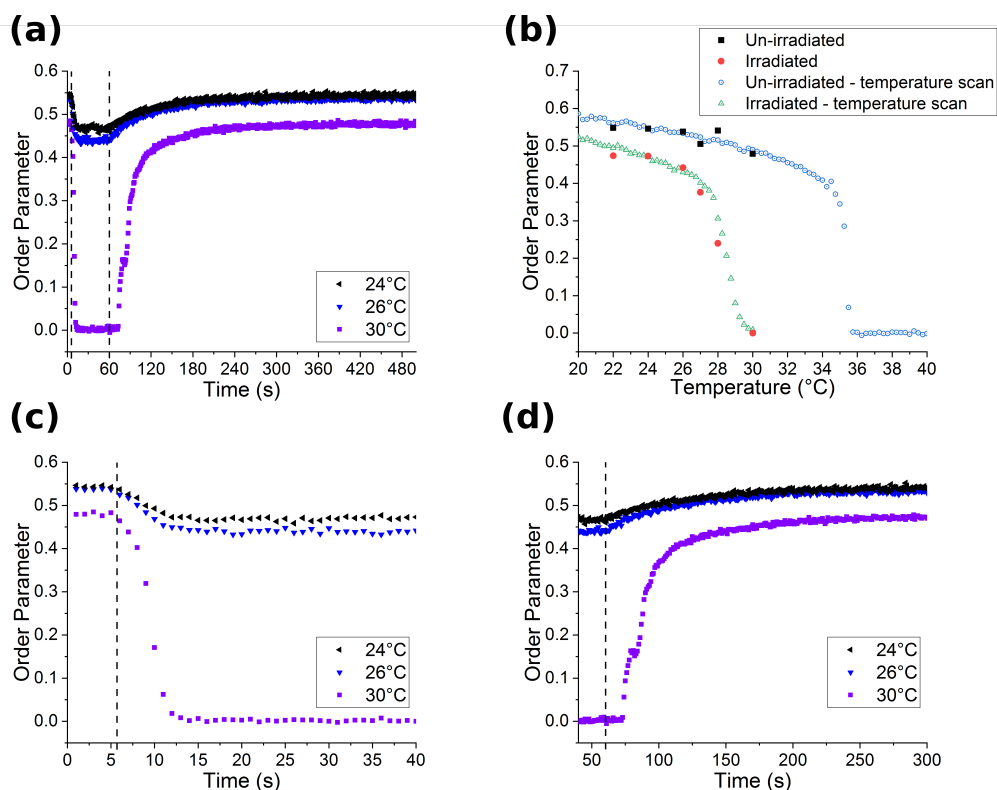 (a)
0.6
0.5
0.4
0.3
0.2
0.1
0.0
Order Parameter
24°C
26°C
30°C
0 60 120 180 240 300 360 420 480
Time (s)
(b)
Un-irradiated
Irradiated
Un-irradiated - temperature scan
Irradiated - temperature scan
0.7
0.6
0.5
0.4
0.3
0.2
0.1
0.0
Order Parameter
20 22 24 26 28 30 32 34 36 38 40
Temperature (°C)
(c)
0.6
0.5
0.4
0.3
0.2
0.1
0.0
Order Parameter
24°C
26°C
30°C
0 5 10 15 20 25 30 35 40
Time (s)
(d)
0.6
0.5
0.4
0.3
0.2
0.1
0.0
Order Parameter
24°C
26°C
30°C
50 100 150 200 250 300
Time (s)